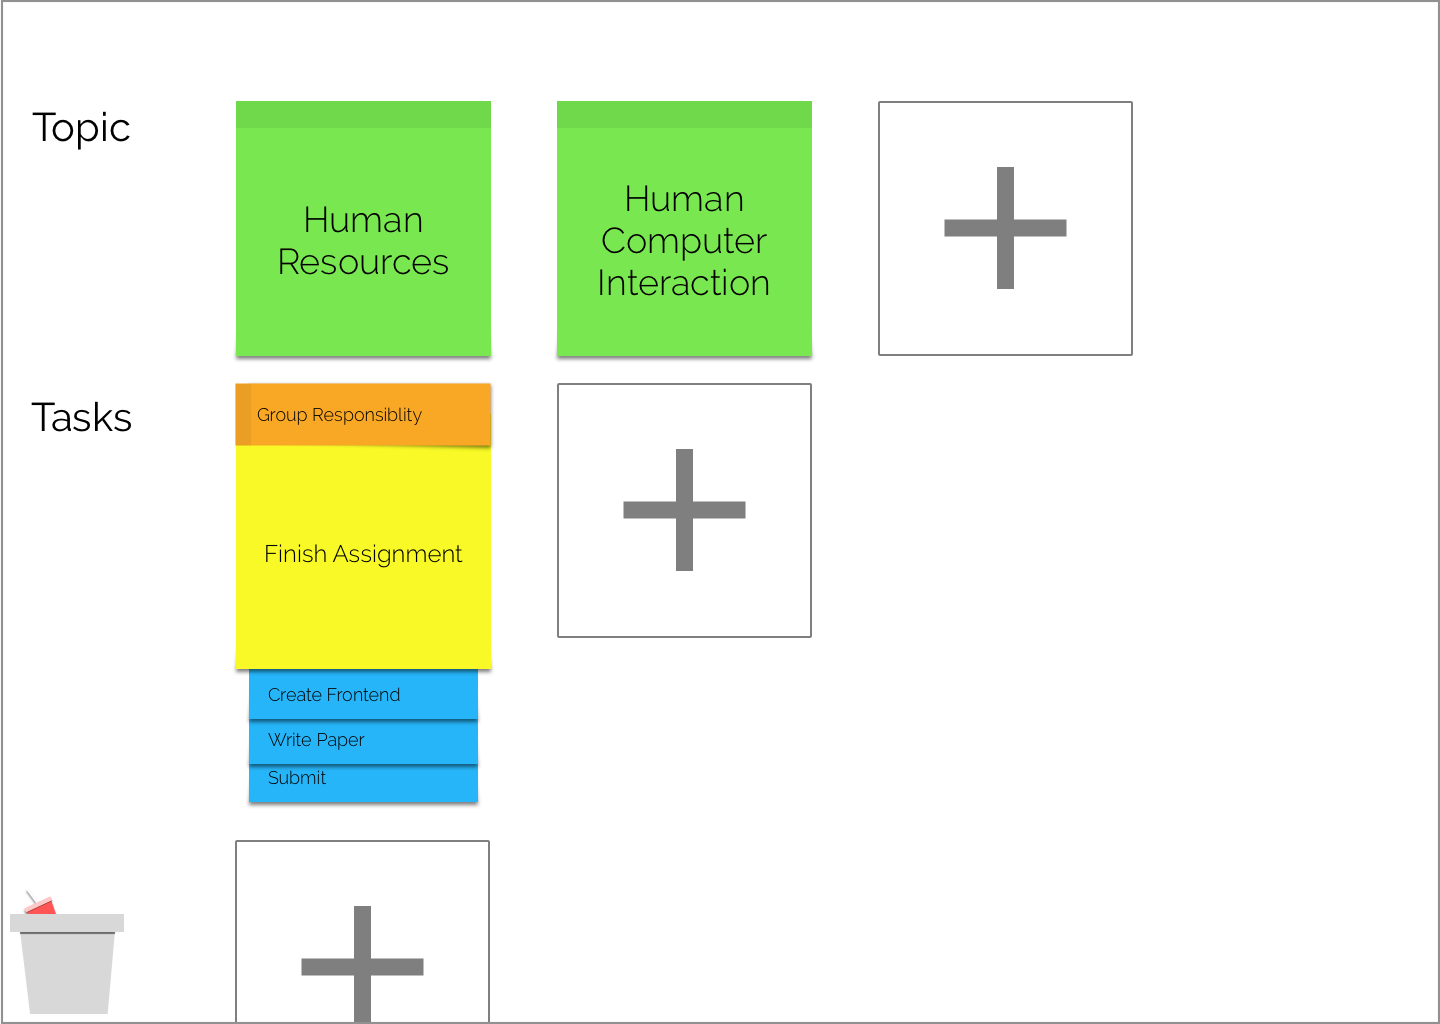 Topic
Human
Resources
Human
Computer
Interaction
Tasks
Group Responsiblity
Finish Assignment
Create Frontend
Write Paper
Submit